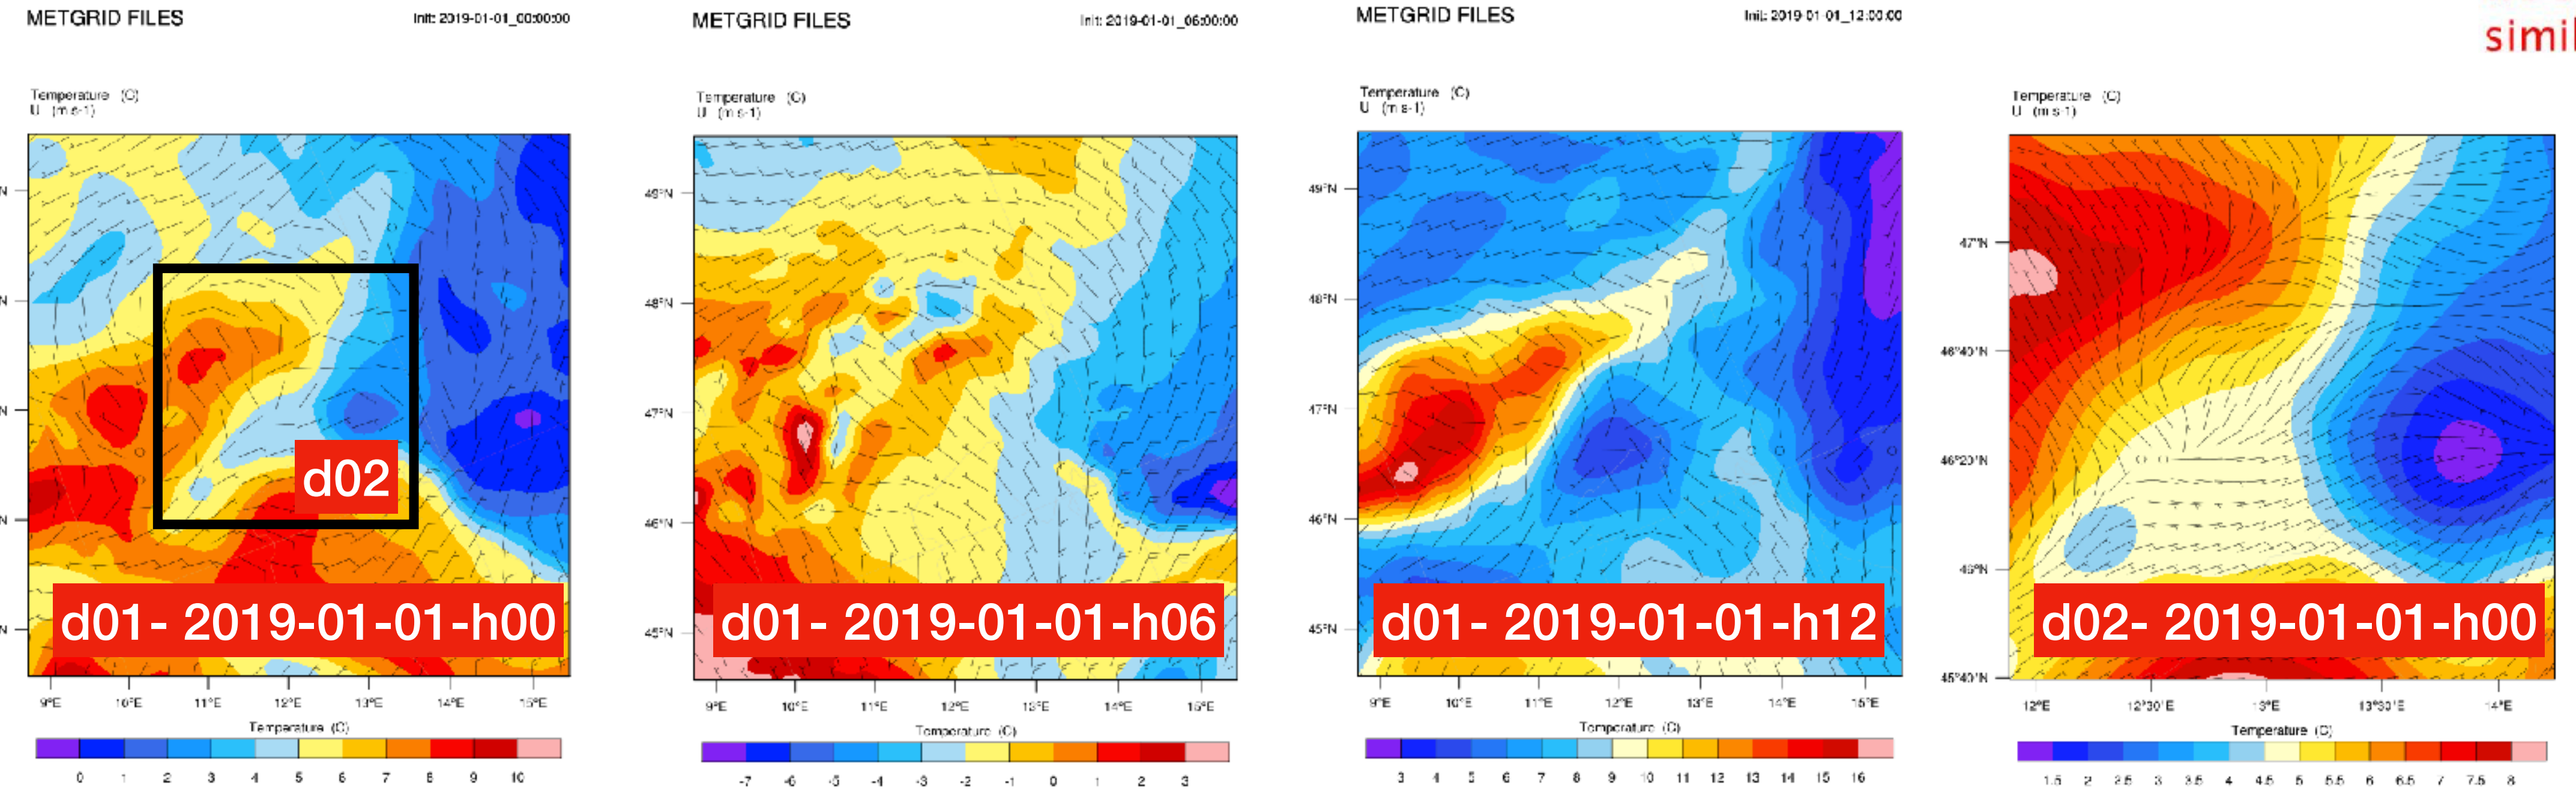 METGRID FILES Init: 2019-01-01_00:00:00
Temperature (C)
U (m s-1)
N
N
N
N
N
d02
d01- 2019-01-01-h00
9°E 10°E 11°E 12°E 13°E 14°E 15°E
Temperature (C)
0 1 2 3 4 5 6 7 8 9 10
METGRID FILES Init: 2019-01-01_06:00:00
Temperature (C)
U (m s-1)
49°N
48°N
47°N
46°N
45°N
d01- 2019-01-01-h06
9°E 10°E 11°E 12°E 13°E 14°E 15°E
Temperature (C)
-7 -6 -5 -4 -3 -2 -1 0 1 2 3
METGRID FILES Init: 2019-01-01_12:00:00
Temperature (C)
U (m s-1)
49°N
48°N
47°N
46°N
45°N
d01- 2019-01-01-h12
9°E 10°E 11°E 12°E 13°E 14°E 15°E
Temperature (C)
3 4 5 6 7 8 9 10 11 12 13 14 15 16
simil
Temperature (C)
U (m s-1)
47°N
46°40'N
46°20'N
46°N
45°40'N
d02- 2019-01-01-h00
12°E 12°30'E 13°E 13°30'E 14°E
Temperature (C)
1.5 2 2.5 3 3.5 4 4.5 5 5.5 6 6.5 7 7.5 8